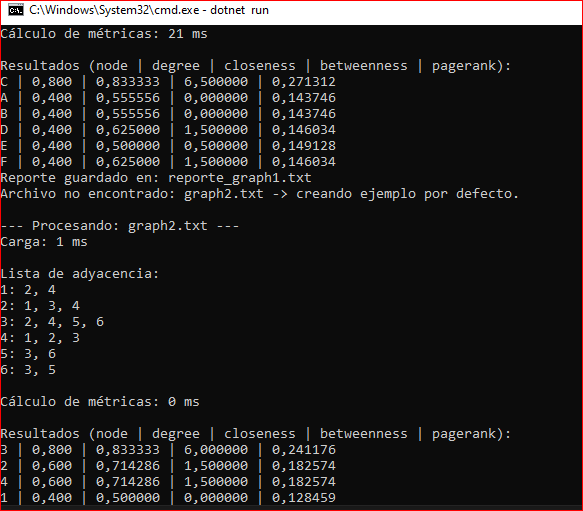 C:\Windows\System32\cmd.exe - dotnet run
Cálculo de métricas: 21 ms
Resultados (node | degree | closeness | betweenness | pagerank):
C | 0,800 | 0,833333 | 6,500000 | 0,271312
A | 0,400 | 0,555556 | 0,000000 | 0,143746
B | 0,400 | 0,555556 | 0,000000 | 0,143746
D | 0,400 | 0,625000 | 1,500000 | 0,146034
E | 0,400 | 0,500000 | 0,500000 | 0,149128
F | 0,400 | 0,625000 | 1,500000 | 0,146034
Reporte guardado en: reporte_graph1.txt
Archivo no encontrado: graph2.txt -> creando ejemplo por defecto.
--- Procesando: graph2.txt ---
Carga: 1 ms
Lista de adyacencia:
1: 2, 4
2: 1, 3, 4
3: 2, 4, 5, 6
4: 1, 2, 3
5: 3, 6
6: 3, 5
Cálculo de métricas: 0 ms
Resultados (node | degree | closeness | betweenness | pagerank):
3 | 0,800 | 0,833333 | 6,000000 | 0,241176
2 | 0,600 | 0,714286 | 1,500000 | 0,182574
4 | 0,600 | 0,714286 | 1,500000 | 0,182574
1 | 0,400 | 0,500000 | 0,000000 | 0,128459